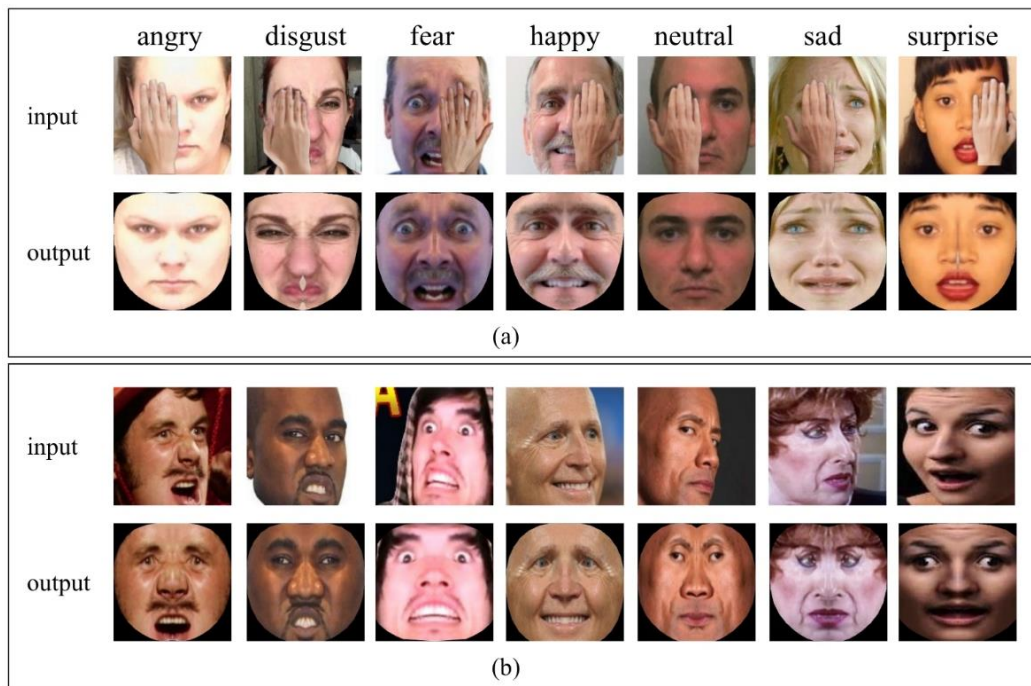 angry disgust fear happy neutral sad surprise
input
output
(a)
A
input
output
(b)